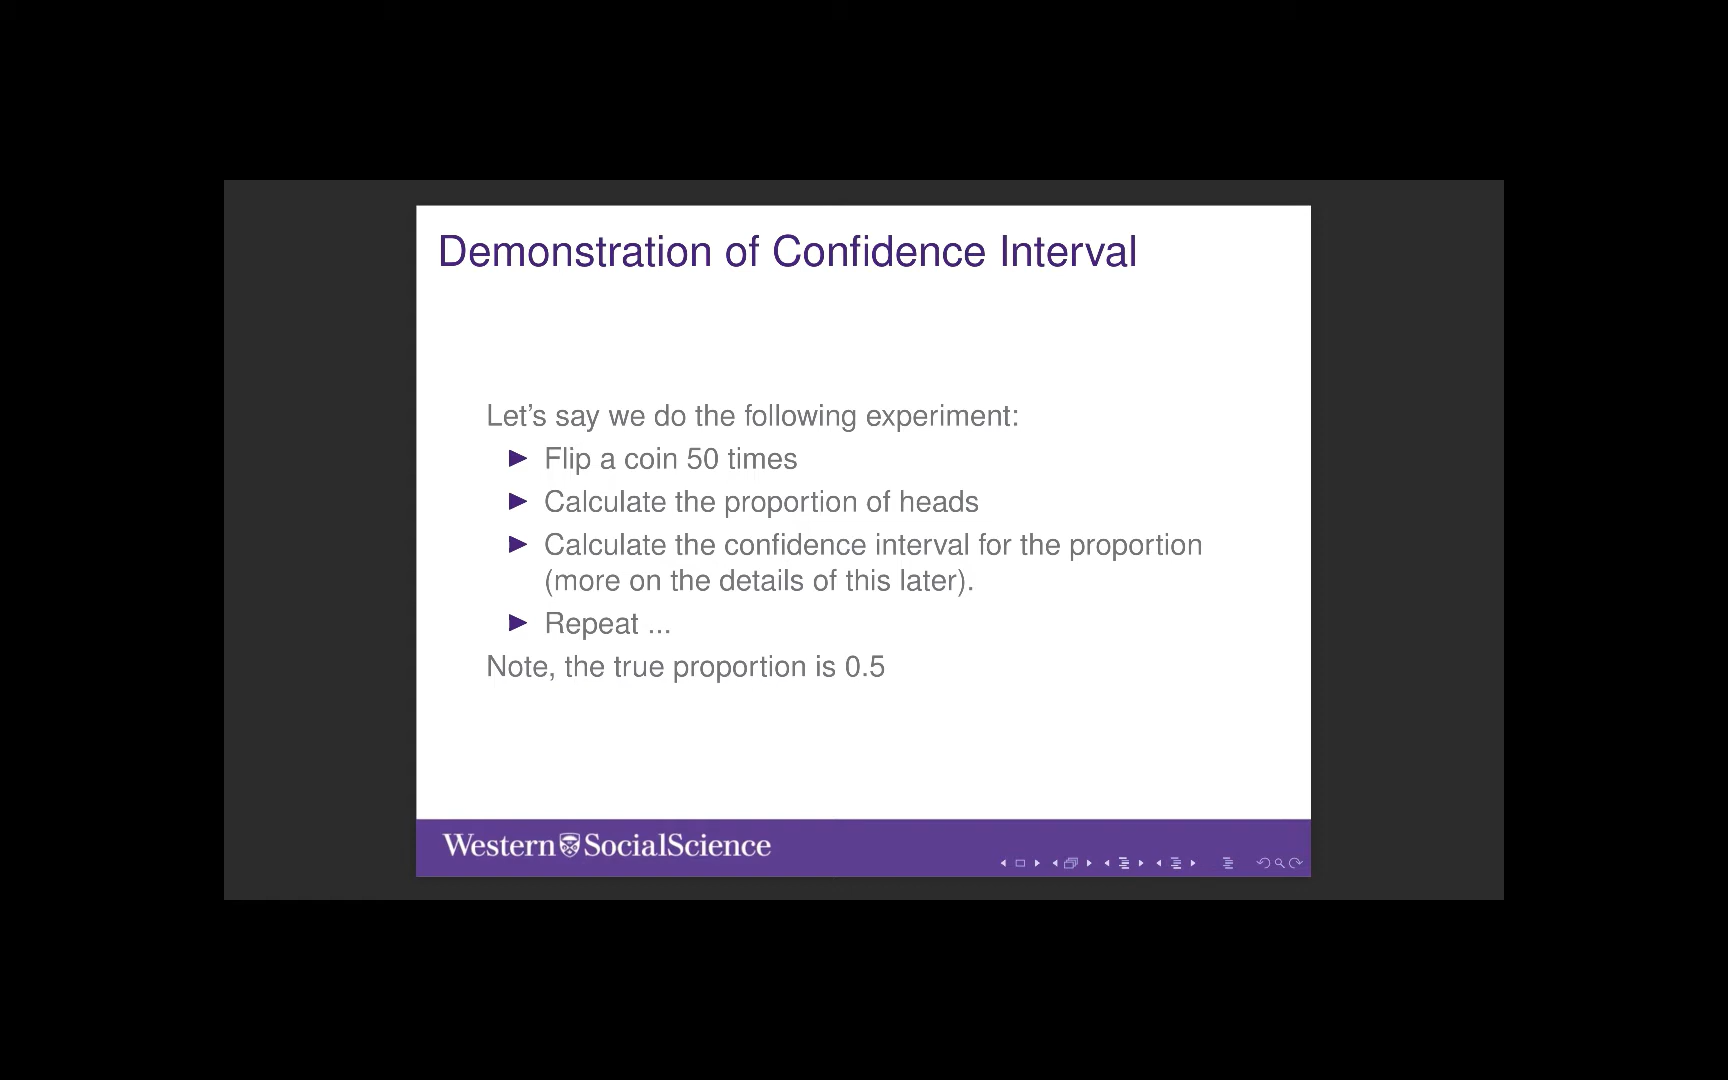 Demonstration of Confidence Interval
Let's say we do the following experiment:
Flip a coin 50 times
Calculate the proportion of heads
Calculate the confidence interval for the proportion
(more on the details of this later).
Repeat ...
Note, the true proportion is 0.5
Western SocialScience